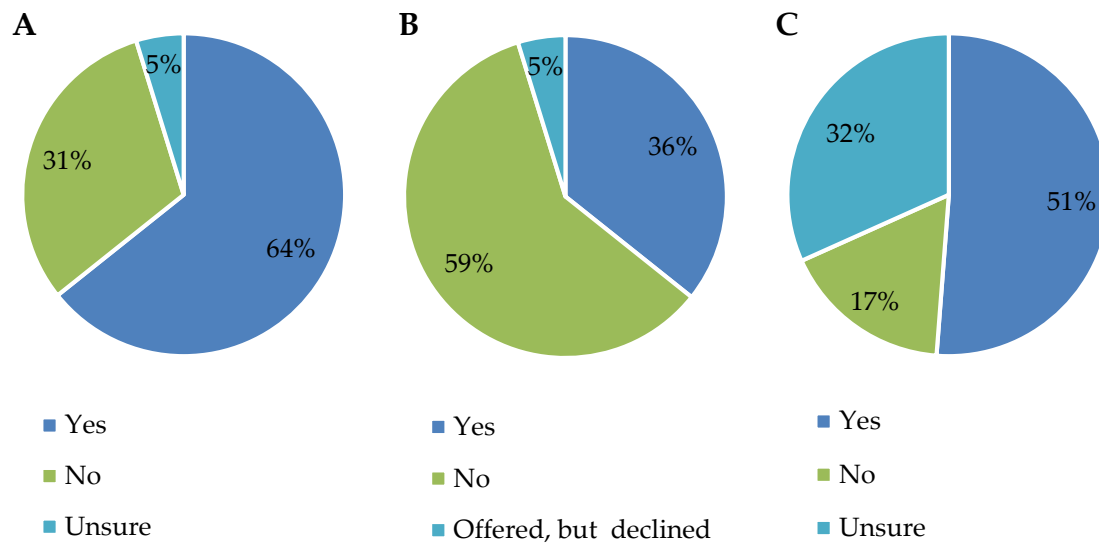 A
5%
31%
64%
Yes
No
Unsure
B
5%
36%
59%
Yes
No
Offered, but declined
C
32%
51%
17%
Yes
No
Unsure